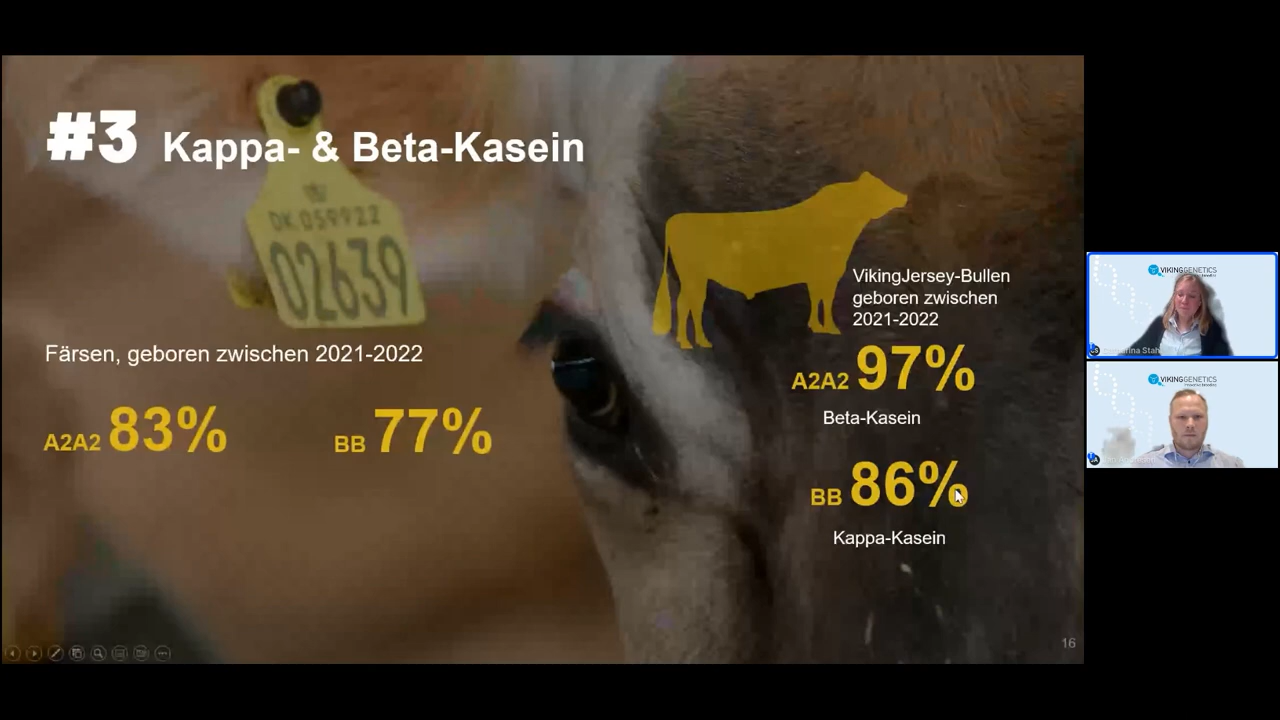 #3 Kappa- & Beta-Kasein
DK 059922
02639
Färsen, geboren zwischen 2021-2022
A2A2 83%
BB 77%
VikingJersey-Bullen
geboren zwischen
2021-2022
A2A2 97%
Beta-Kasein
BB 86%
Kappa-Kasein
16
VIKINGGENETICS
VIKINGGENETICS